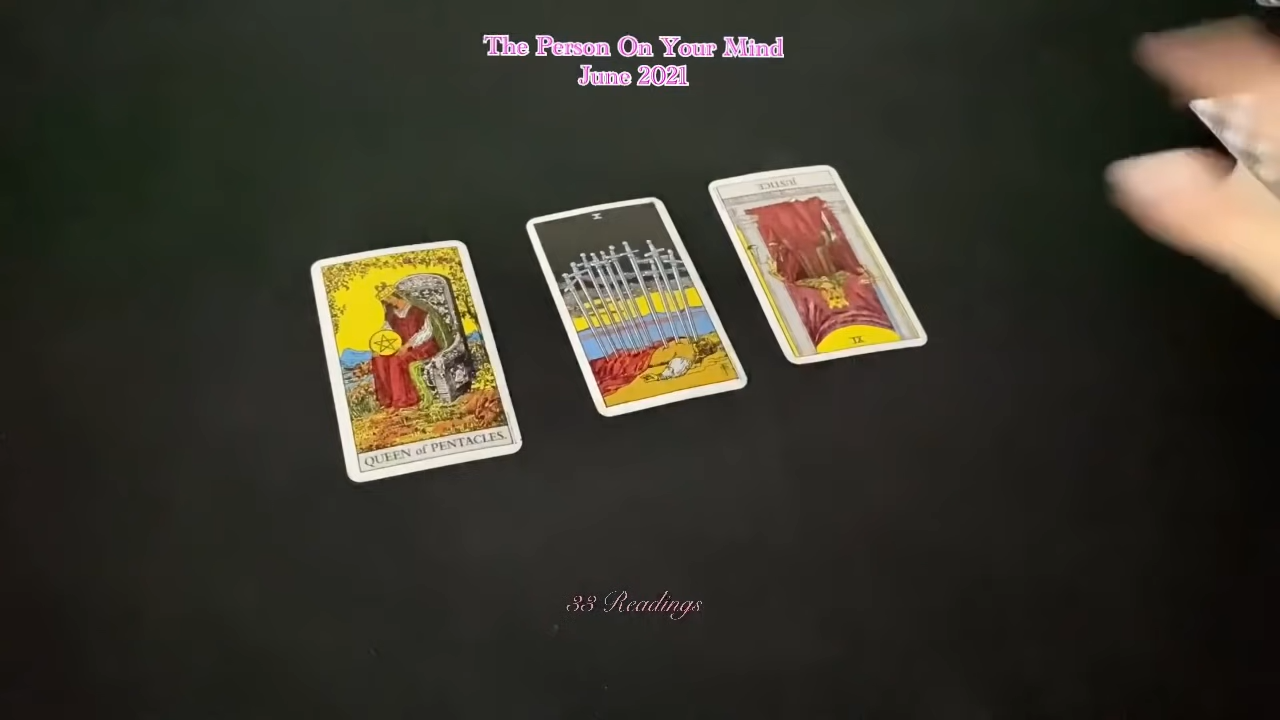 The Person On Your Mind
June 2021
JUSTICE
X
XI
QUEEN of PENTACLES.
33 Readings